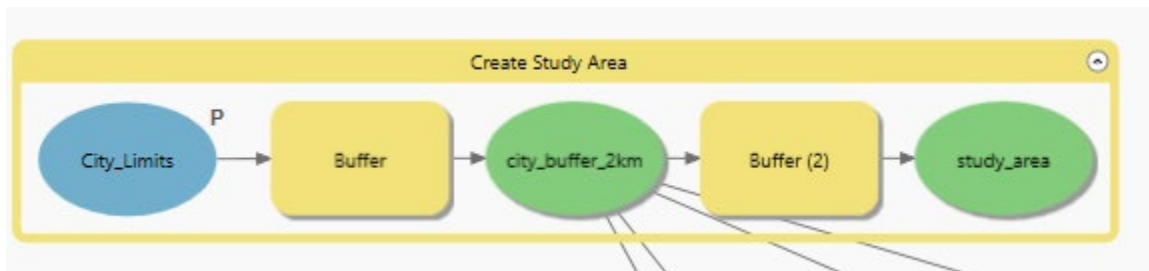 Create Study Area
P
City_Limits
Buffer
city_buffer_2km
Buffer (2)
study_area